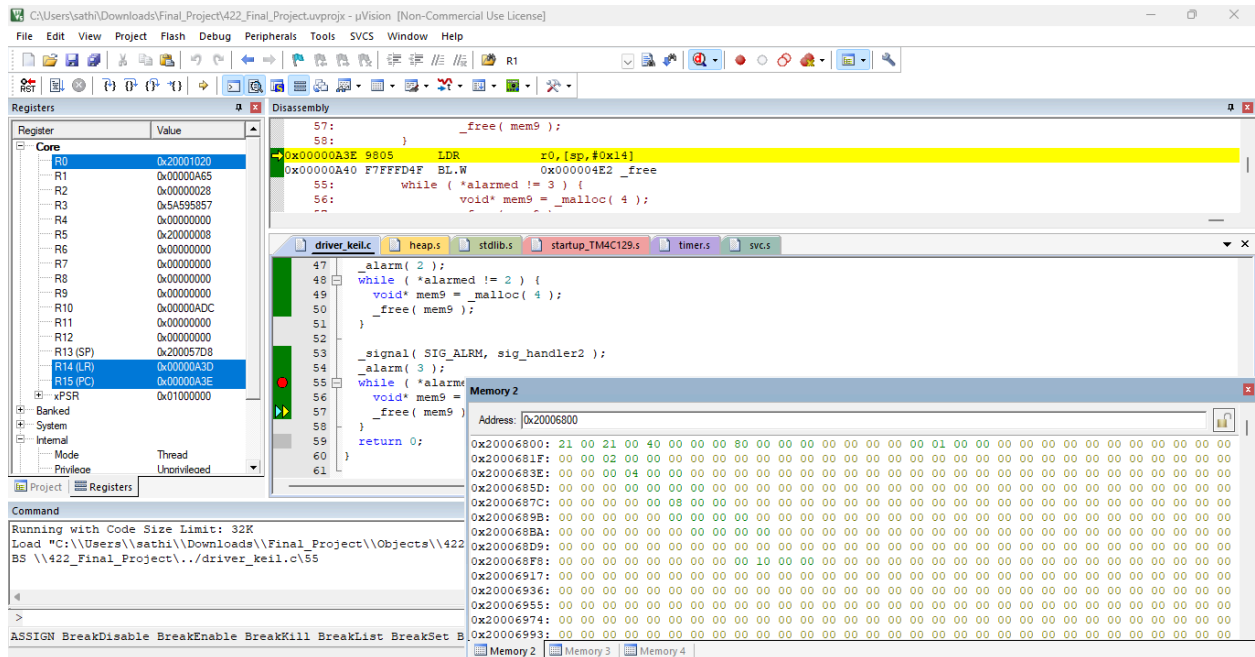 C:\Users\sathi\Downloads\Final_Project\422_Final_Project.uvprojx - µVision [Non-Commercial Use License]
File Edit View Project Flash Debug Peripherals Tools SVCS Window Help
R1
Registers
Register Value
Core
R0 0x20001020
R1 0x00000A65
R2 0x00000028
R3 0x5A595857
R4 0x00000000
R5 0x20000008
R6 0x00000000
R7 0x00000000
R8 0x00000000
R9 0x00000000
R10 0x00000ADC
R11 0x00000000
R12 0x00000000
R13 (SP) 0x200057D8
R14 (LR) 0x00000A3D
R15 (PC) 0x00000A3E
xPSR 0x01000000
Banked
System
Internal
Mode Thread
Privilege Unprivileged
Project Registers
Disassembly
57: _free( mem9 );
58: }
0x00000A3E 9805 LDR r0,[sp,#0x14]
0x00000A40 F7FFFD4F BL.W 0x000004E2 _free
55: while ( *alarmed != 3 ) {
56: void* mem9 = _malloc( 4 );
driver_keil.c heap.s stdlib.s startup_TM4C129.s timer.s svc.s
47 _alarm( 2 );
48 while ( *alarmed != 2 ) {
49 void* mem9 = _malloc( 4 );
50 _free( mem9 );
51 }
52
53 _signal( SIG_ALRM, sig_handler2 );
54 _alarm( 3 );
55 while ( *alarme
56 void* mem9 =
57 _free( mem9 )
58 }
59 return 0;
60 }
61
Command
Running with Code Size Limit: 32K
Load "C:\\Users\\sathi\\Downloads\\Final_Project\\Objects\\422
BS \\422_Final_Project\../driver_keil.c\55
>
ASSIGN BreakDisable BreakEnable BreakKill BreakList BreakSet B
Memory 2
Address: 0x20006800
0x20006800: 21 00 21 00 40 00 00 00 80 00 00 00 00 00 00 00 00 01 00 00 00 00 00 00 00 00 00 00 00 00 00
0x2000681F: 00 00 02 00 00 00 00 00 00 00 00 00 00 00 00 00 00 00 00 00 00 00 00 00 00 00 00 00 00 00 00
0x2000683E: 00 00 00 04 00 00 00 00 00 00 00 00 00 00 00 00 00 00 00 00 00 00 00 00 00 00 00 00 00 00 00
0x2000685D: 00 00 00 00 00 00 00 00 00 00 00 00 00 00 00 00 00 00 00 00 00 00 00 00 00 00 00 00 00 00 00
0x2000687C: 00 00 00 00 00 08 00 00 00 00 00 00 00 00 00 00 00 00 00 00 00 00 00 00 00 00 00 00 00 00 00
0x2000689B: 00 00 00 00 00 00 00 00 00 00 00 00 00 00 00 00 00 00 00 00 00 00 00 00 00 00 00 00 00 00 00
0x200068BA: 00 00 00 00 00 00 00 00 00 00 00 00 00 00 00 00 00 00 00 00 00 00 00 00 00 00 00 00 00 00 00
0x200068D9: 00 00 00 00 00 00 00 00 00 00 00 00 00 00 00 00 00 00 00 00 00 00 00 00 00 00 00 00 00 00 00
0x200068F8: 00 00 00 00 00 00 00 00 00 10 00 00 00 00 00 00 00 00 00 00 00 00 00 00 00 00 00 00 00 00 00
0x20006917: 00 00 00 00 00 00 00 00 00 00 00 00 00 00 00 00 00 00 00 00 00 00 00 00 00 00 00 00 00 00 00
0x20006936: 00 00 00 00 00 00 00 00 00 00 00 00 00 00 00 00 00 00 00 00 00 00 00 00 00 00 00 00 00 00 00
0x20006955: 00 00 00 00 00 00 00 00 00 00 00 00 00 00 00 00 00 00 00 00 00 00 00 00 00 00 00 00 00 00 00
0x20006974: 00 00 00 00 00 00 00 00 00 00 00 00 00 00 00 00 00 00 00 00 00 00 00 00 00 00 00 00 00 00 00
0x20006993: 00 00 00 00 00 00 00 00 00 00 00 00 00 00 00 00 00 00 00 00 00 00 00 00 00 00 00 00 00 00 00
Memory 2 Memory 3 Memory 4